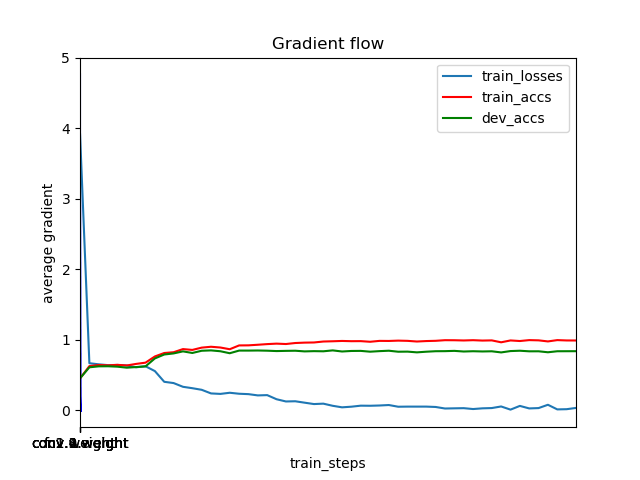 Gradient flow
5
4
3
2
1
0
average gradient
train_losses
train_accs
dev_accs
train_steps